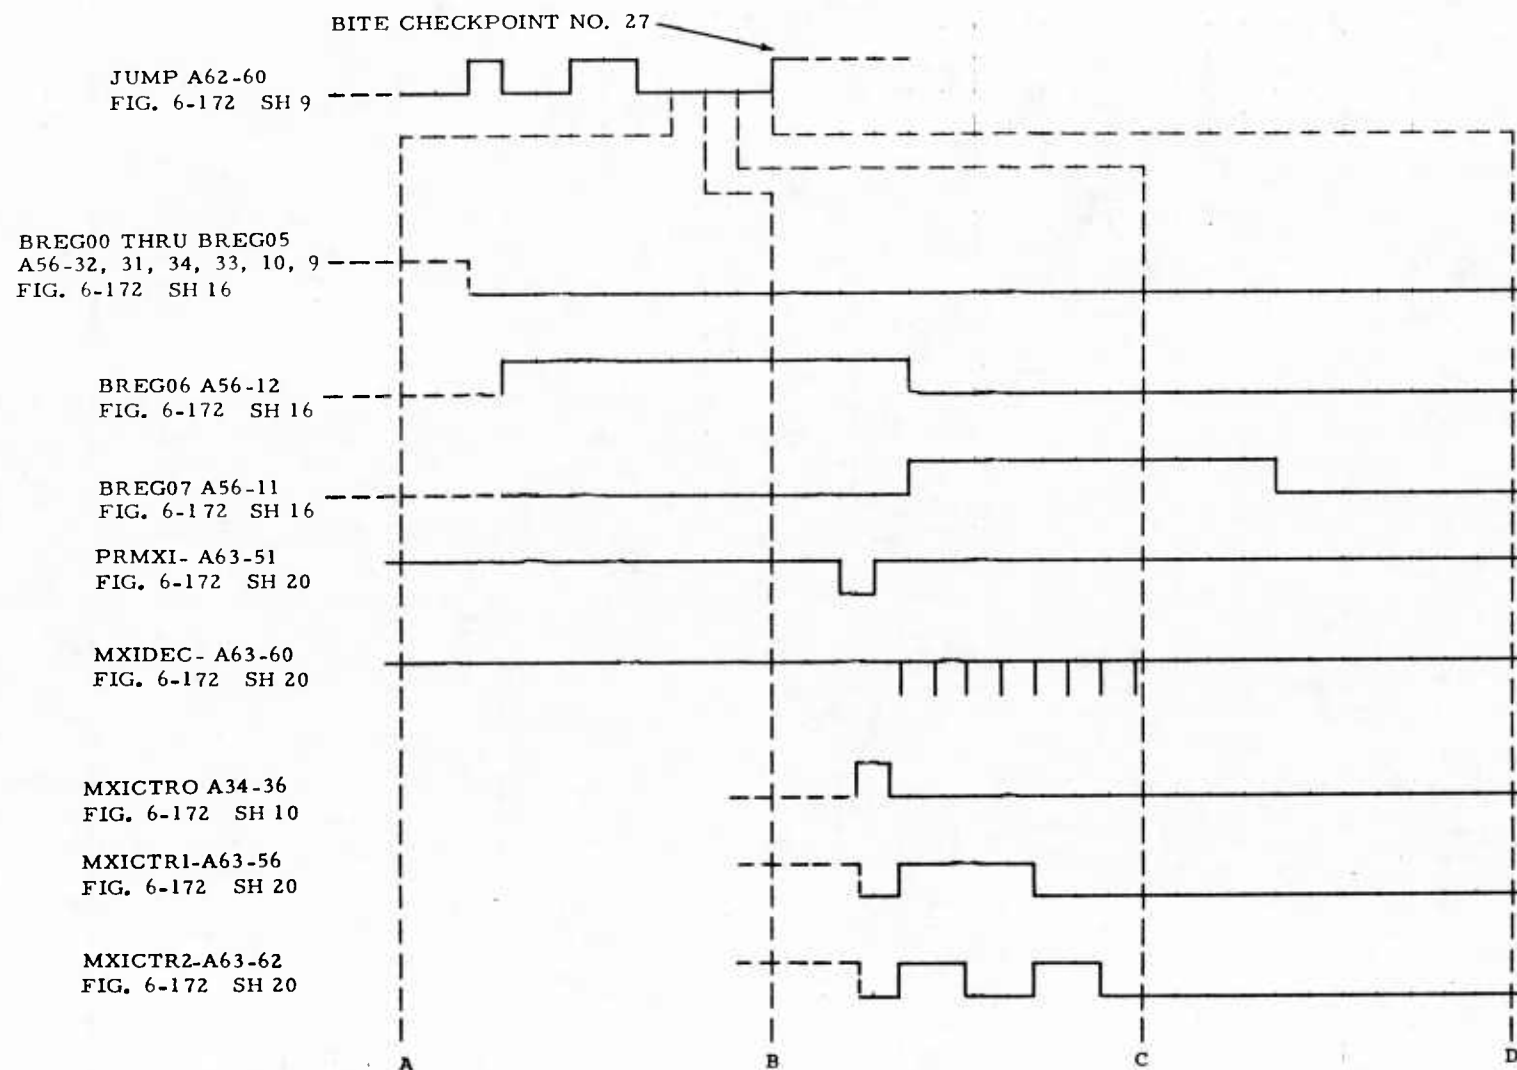 BITE CHECKPOINT NO. 27
JUMP A62-60
FIG. 6-172 SH 9
BREG00 THRU BREG05
A56-32, 31, 34, 33, 10, 9
FIG. 6-172 SH 16
BREG06 A56-12
FIG. 6-172 SH 16
BREG07 A56-11
FIG. 6-172 SH 16
PRMXI- A63-51
FIG. 6-172 SH 20
MXIDEC- A63-60
FIG. 6-172 SH 20
MXICTRO A34-36
FIG. 6-172 SH 10
MXICTR1-A63-56
FIG. 6-172 SH 20
MXICTR2-A63-62
FIG. 6-172 SH 20
A B C D